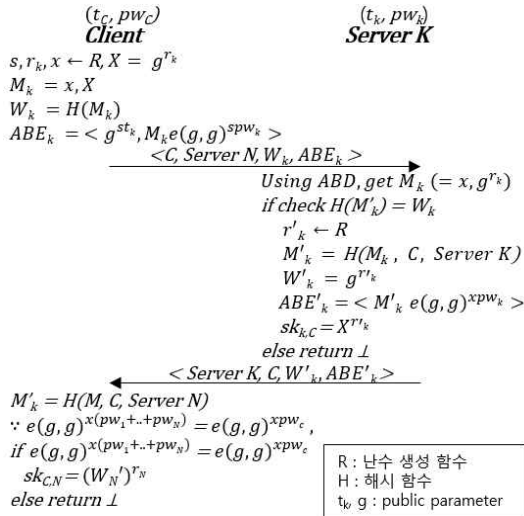 (t_C, pw_C) (t_k, pw_k)
Client Server K
s, r_k, x ← R, X = g^{r_k}
M_k = x, X
W_k = H(M_k)
ABE_k = < g^{st_k}, M_k e(g, g)^{spw_k} >
<C, Server N, W_k, ABE_k >
Using ABD, get M_k (= x, g^{r_k})
if check H(M'_k) = W_k
r'_k ← R
M'_k = H(M_k , C, Server K)
W'_k = g^{r'_k}
ABE'_k = < M'_k e(g, g)^{xpw_k} >
sk_{k,C} = X^{r'_k}
else return ⊥
< Server K, C, W'_k, ABE'_k >
M'_k = H(M, C, Server N)
∵ e(g, g)^{x(pw_1+..+pw_N)} = e(g, g)^{xpw_c} ,
if e(g, g)^{x(pw_1+..+pw_N)} = e(g, g)^{xpw_c}
sk_{C,N} = (W_N')^{r_N}
else return ⊥
R : 난수 생성 함수
H : 해시 함수
t_k, g : public parameter